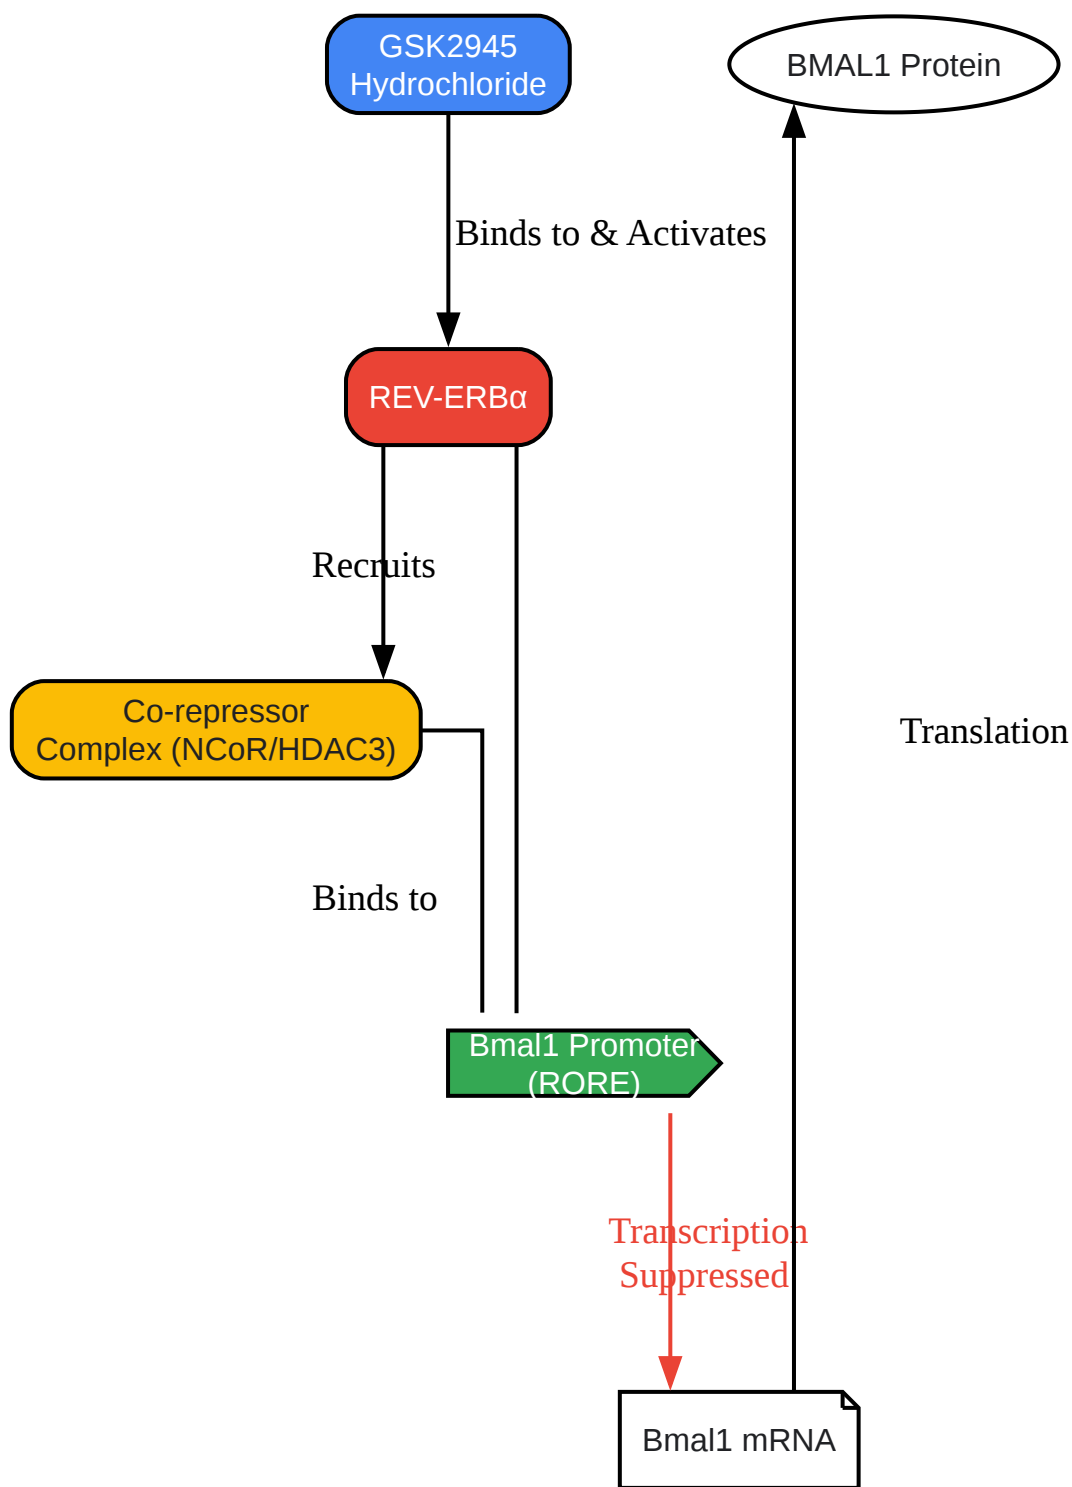 GSK2945
Hydrochloride
BMAL1 Protein
Binds to & Activates
REV-ERBα
Recruits
Co-repressor
Complex (NCoR/HDAC3)
Translation
Binds to
Bmal1 Promoter
(RORE)
Transcription
Suppressed
Bmal1 mRNA